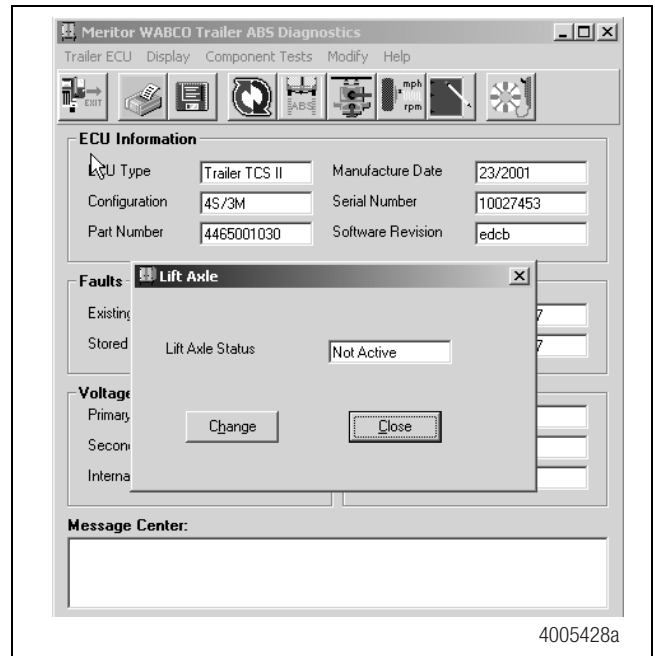 Meritor WABCO Trailer ABS Diagnostics
Trailer ECU Display Component Tests Modify Help
EXIT ABS mph rpm
ECU Information
ECU Type Trailer TCS II Manufacture Date 23/2001
Configuration 4S/3M Serial Number 10027453
Part Number 4465001030 Software Revision edcb
Faults
Lift Axle
Existing 7
Stored 7
Lift Axle Status Not Active
Voltage
Primary
Change Close
Message Center:
4005428a